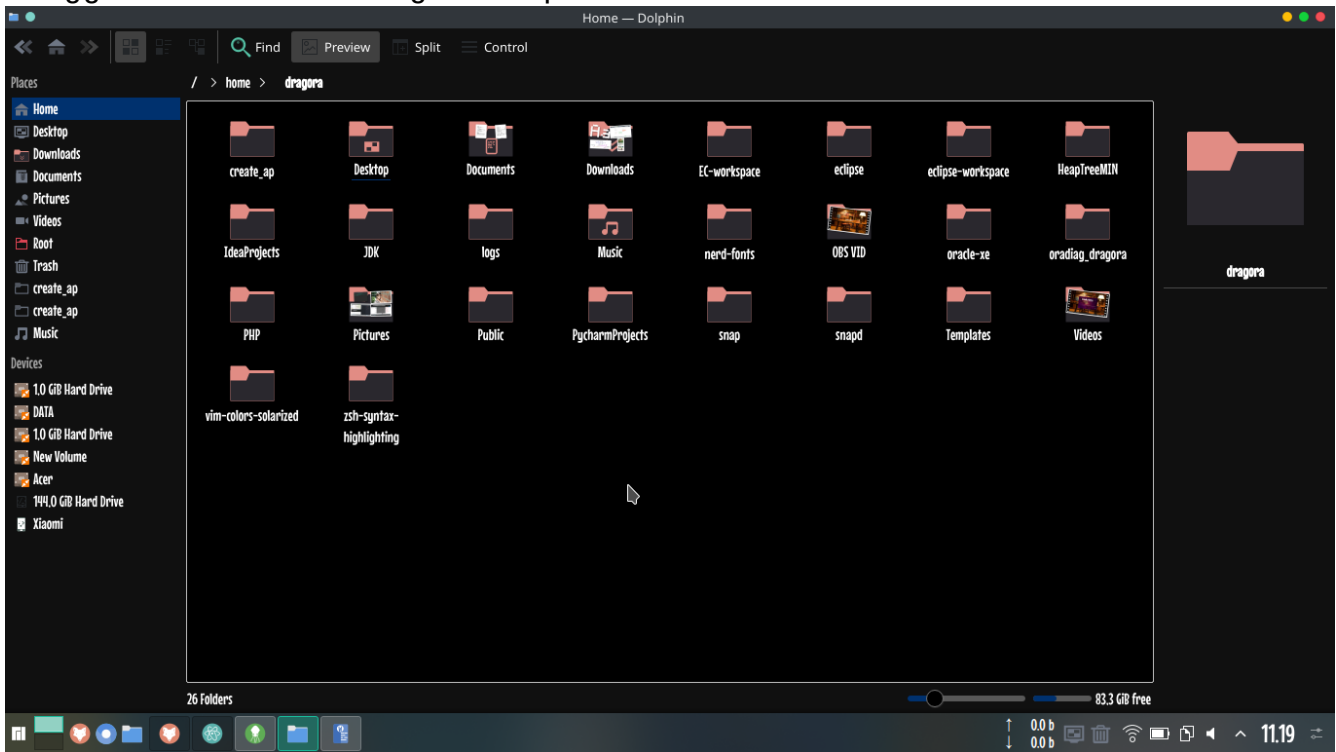 Home — Dolphin
Find Preview Split Control
Places
/ > home > dragora
Home
Desktop
Downloads
Documents
Pictures
Videos
Root
Trash
create_ap
create_ap
Music
Devices
1,0 GiB Hard Drive
DATA
1,0 GiB Hard Drive
New Volume
Acer
144,0 GiB Hard Drive
Xiaomi
create_ap Desktop Documents Downloads EC-workspace eclipse eclipse-workspace HeapTreeMIN
IdeaProjects JDK logs Music nerd-fonts OBS VID oracle-xe oradiag_dragora
PHP Pictures Public PycharmProjects snap snapd Templates Videos
vim-colors-solarized zsh-syntax-
highlighting
dragora
26 Folders 83,3 GiB free
0.0 b
0.0 b
11.19